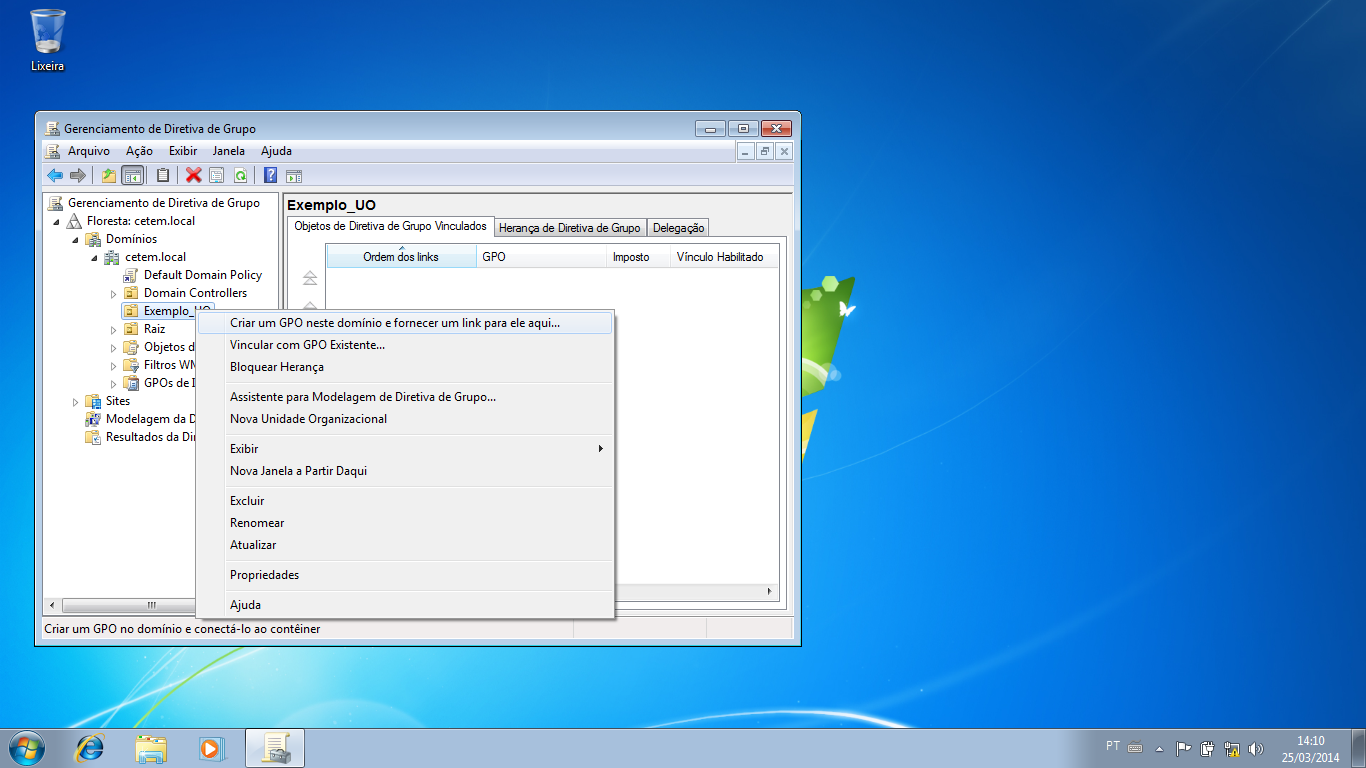 Lixeira
Gerenciamento de Diretiva de Grupo
Arquivo Ação Exibir Janela Ajuda
Gerenciamento de Diretiva de Grupo
Floresta: cetem.local
Domínios
cetem.local
Default Domain Policy
Domain Controllers
Exemplo_UO
Raiz
Objetos d
Filtros WM
GPOs de I
Sites
Modelagem da D
Resultados da Dir
Exemplo_UO
Objetos de Diretiva de Grupo Vinculados Herança de Diretiva de Grupo Delegação
Ordem dos links GPO Imposto Vínculo Habilitado
Criar um GPO neste domínio e fornecer um link para ele aqui...
Vincular com GPO Existente...
Bloquear Herança
Assistente para Modelagem de Diretiva de Grupo...
Nova Unidade Organizacional
Exibir
Nova Janela a Partir Daqui
Excluir
Renomear
Atualizar
Propriedades
Ajuda
Criar um GPO no domínio e conectá-lo ao contêiner
PT
14:10
25/03/2014